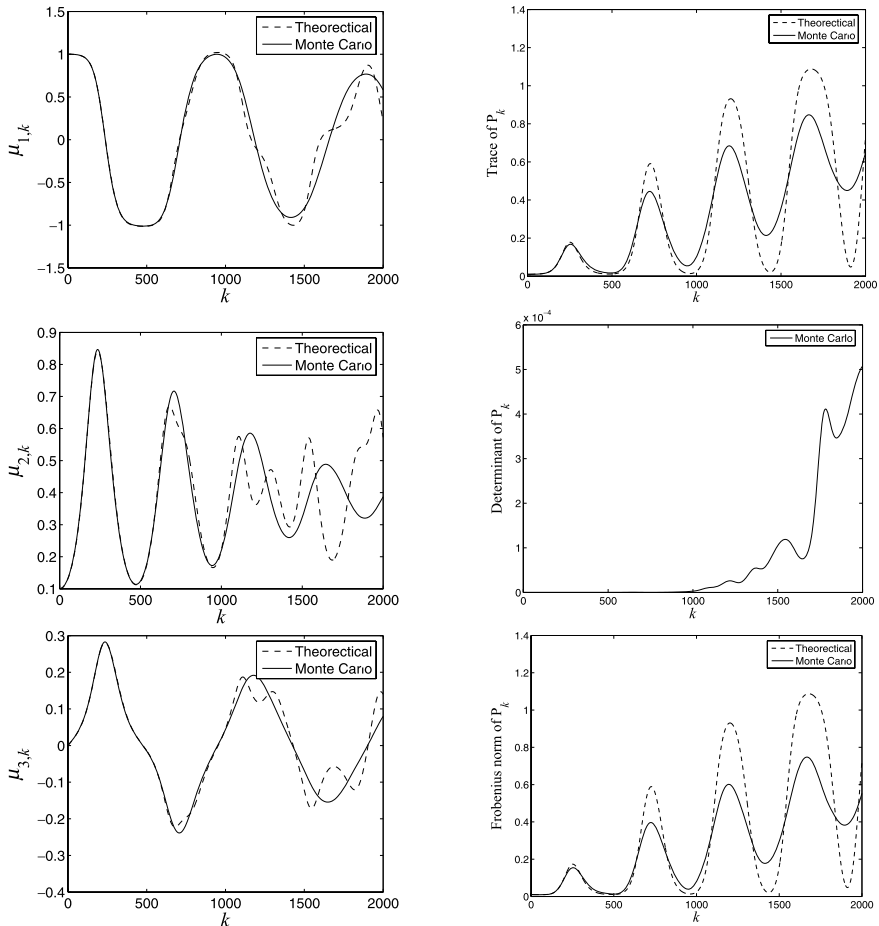 1.5
1
0.5
0
−0.5
−1
−1.5
μ1,k
0 500 1000 1500 2000
k
Theorectical
Monte Carlo
1.4
1.2
1
0.8
0.6
0.4
0.2
0
Trace of Pk
0 500 1000 1500 2000
k
Theorectical
Monte Carlo
0.9
0.8
0.7
0.6
0.5
0.4
0.3
0.2
0.1
μ2,k
0 500 1000 1500 2000
k
Theorectical
Monte Carlo
x 10−4
6
5
4
3
2
1
0
Determinant of Pk
0 500 1000 1500 2000
k
Monte Carlo
0.3
0.2
0.1
0
−0.1
−0.2
−0.3
−0.4
μ3,k
0 500 1000 1500 2000
k
Theorectical
Monte Carlo
1.4
1.2
1
0.8
0.6
0.4
0.2
0
Frobenius norm of Pk
0 500 1000 1500 2000
k
Theorectical
Monte Carlo